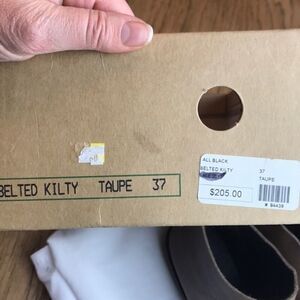 ALL BLACK
BELTED KILTY 37
TAUPE
$205.00
BELTED KILTY TAUPE 37